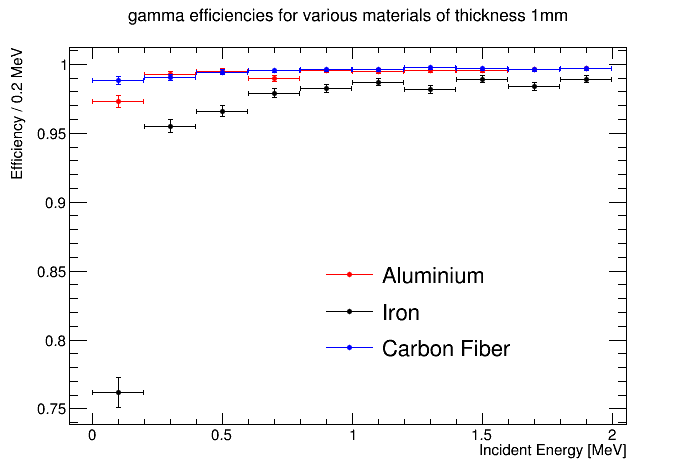 gamma efficiencies for various materials of thickness 1mm
Efficiency / 0.2 MeV
1
0.95
0.9
0.85
0.8
0.75
Aluminium
Iron
Carbon Fiber
0 0.5 1 1.5 2
Incident Energy [MeV]